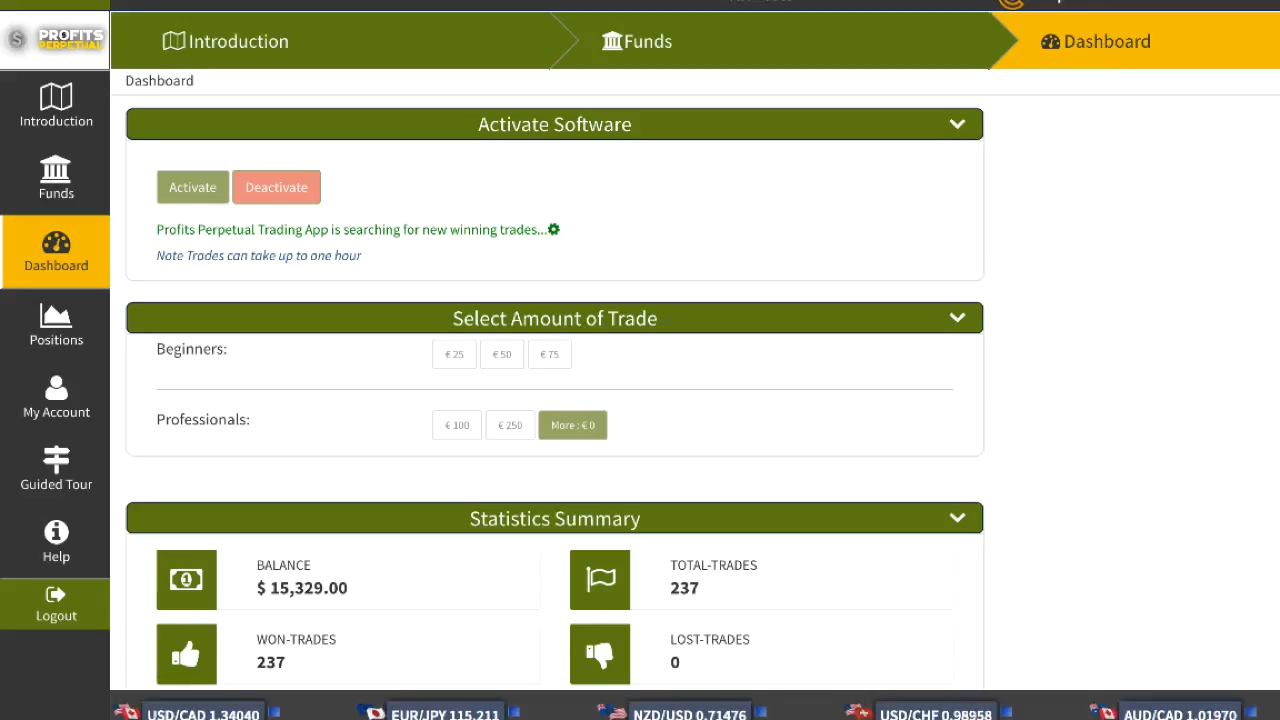 PROFITS
PERPETUAL
Introduction
Funds
Dashboard
Dashboard
Introduction
Funds
Dashboard
Positions
My Account
Guided Tour
Help
Logout
Activate Software
Activate
Deactivate
Profits Perpetual Trading App is searching for new winning trades...
Note Trades can take up to one hour
Select Amount of Trade
Beginners:
€ 25
€ 50
€ 75
Professionals:
€ 100
€ 250
More : € 0
Statistics Summary
BALANCE
$ 15,329.00
TOTAL-TRADES
237
WON-TRADES
237
LOST-TRADES
0
USD/CAD 1.34040
EUR/JPY 115.211
NZD/USD 0.71476
USD/CHF 0.98958
AUD/CAD 1.01970